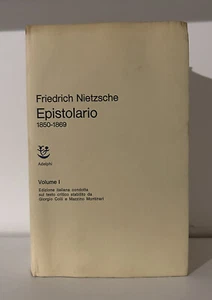 Friedrich Nietzsche
Epistolario
1850-1869
Adelphi
Volume I
Edizione italiana condotta
sul testo critico stabilito da
Giorgio Colli e Mazzino Montinari